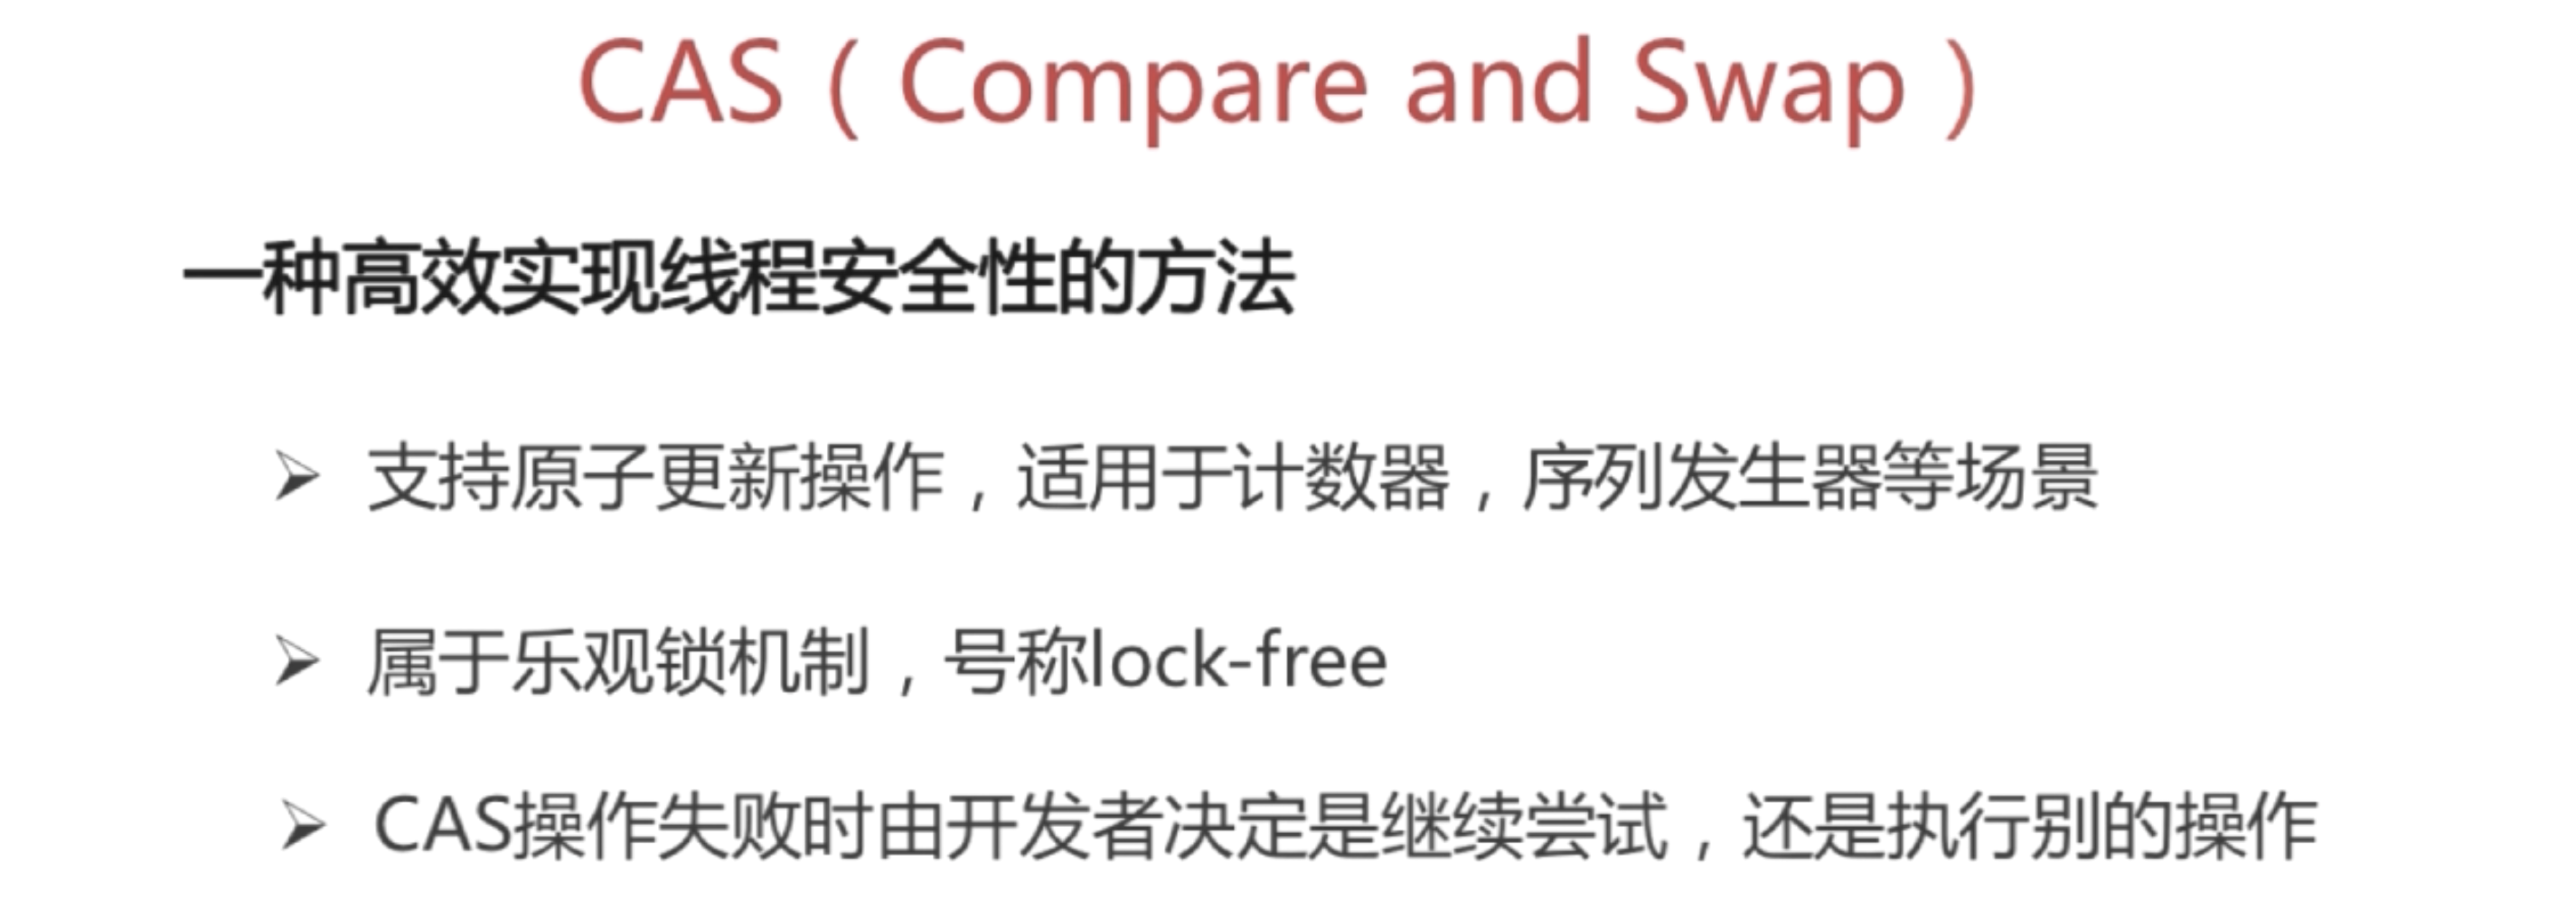 CAS（Compare and Swap）
一种高效实现线程安全性的方法
➢ 支持原子更新操作，适用于计数器，序列发生器等场景
➢ 属于乐观锁机制，号称lock-free
➢ CAS操作失败时由开发者决定是继续尝试，还是执行别的操作